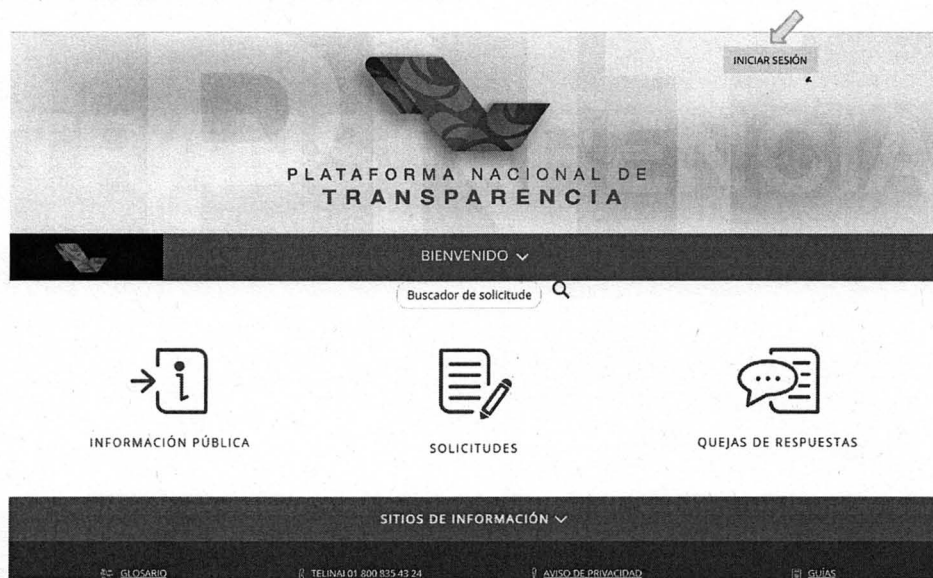 INICIAR SESIÓN
PLATAFORMA NACIONAL DE
TRANSPARENCIA
BIENVENIDO
Buscador de solicitude
INFORMACIÓN PÚBLICA
SOLICITUDES
QUEJAS DE RESPUESTAS
SITIOS DE INFORMACIÓN
GLOSARIO
TELINAI 01 800 835 43 24
AVISO DE PRIVACIDAD
GUÍAS